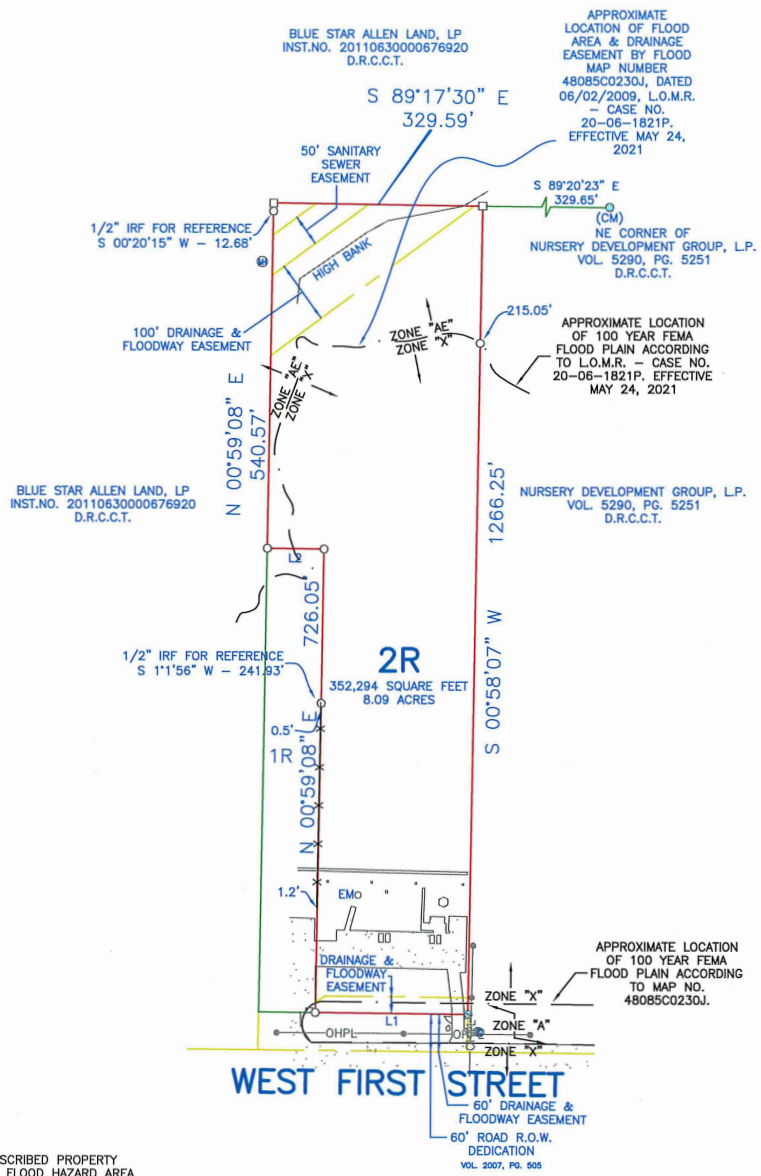 BLUE STAR ALLEN LAND, LP
INST.NO. 20110630000676920
D.R.C.C.T.
APPROXIMATE
LOCATION OF FLOOD
AREA & DRAINAGE
EASEMENT BY FLOOD
MAP NUMBER
48085C0230J, DATED
06/02/2009, L.O.M.R.
- CASE NO.
20-06-1821P.
EFFECTIVE MAY 24,
2021
S 89°17'30" E
329.59'
50' SANITARY
SEWER
EASEMENT
S 89°20'23" E
329.65'
(CM)
NE CORNER OF
NURSERY DEVELOPMENT GROUP, L.P.
VOL. 5290, PG. 5251
D.R.C.C.T.
1/2" IRF FOR REFERENCE
S 00°20'15" W - 12.68'
HIGH BANK
100' DRAINAGE &
FLOODWAY EASEMENT
ZONE "AE"
ZONE "X"
215.05'
APPROXIMATE LOCATION
OF 100 YEAR FEMA
FLOOD PLAIN ACCORDING
TO L.O.M.R. - CASE NO.
20-06-1821P. EFFECTIVE
MAY 24, 2021
ZONE "AE"
ZONE "X"
N 00°59'08" E
540.57'
BLUE STAR ALLEN LAND, LP
INST.NO. 20110630000676920
D.R.C.C.T.
NURSERY DEVELOPMENT GROUP, L.P.
VOL. 5290, PG. 5251
D.R.C.C.T.
1266.25'
S 00°58'07" W
L2
726.05'
N 00°59'08" E
1/2" IRF FOR REFERENCE
S 1°1'56" W - 241.93'
2R
352,294 SQUARE FEET
8.09 ACRES
0.5'
1R
1.2'
EM
DRAINAGE &
FLOODWAY
EASEMENT
L1
OHPL
APPROXIMATE LOCATION
OF 100 YEAR FEMA
FLOOD PLAIN ACCORDING
TO MAP NO.
48085C0230J.
ZONE "X"
ZONE "A"
ZONE "X"
WEST FIRST STREET
60' DRAINAGE &
FLOODWAY EASEMENT
60' ROAD R.O.W.
DEDICATION
VOL. 2007, PG. 505
SCRIBED PROPERTY
FLOOD HAZARD AREA